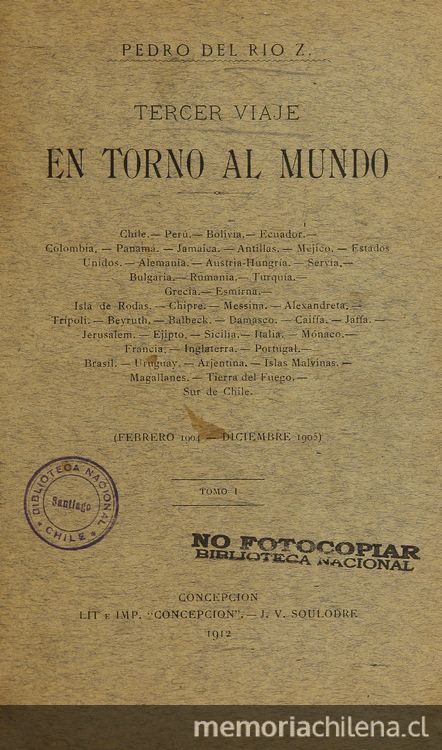 PEDRO DEL RIO Z.
TERCER VIAJE
EN TORNO AL MUNDO
Chile.— Perú.— Bolivia.— Ecuador.—
Colombia.— Panamá.— Jamaica.— Antillas.— Méjico.— Estados
Unidos.— Alemania.— Austria-Hungría.— Servia.—
Bulgaria.— Rumania.— Turquía.—
Grecia.— Esmirna.—
Isla de Rodas.— Chipre.— Messina.— Alexandreta.—
Trípoli.— Beyruth.— Balbeck.— Damasco.— Caiffa.— Jaffa.—
Jerusalem.— Ejipto.— Sicilia.— Italia.— Mónaco.—
Francia.— Inglaterra.— Portugal.—
Brasil.— Uruguay.— Arjentina.— Islas Malvinas.—
Magallanes.— Tierra del Fuego.—
Sur de Chile.
(FEBRERO 1904 — DICIEMBRE 1905)
TOMO I
BIBLIOTECA NACIONAL
Santiago
* CHILE *
NO FOTOCOPIAR
BIBLIOTECA NACIONAL
CONCEPCION
LIT E IMP. "CONCEPCION".— J. V. SOULODRE
1912
memoriachilena.cl